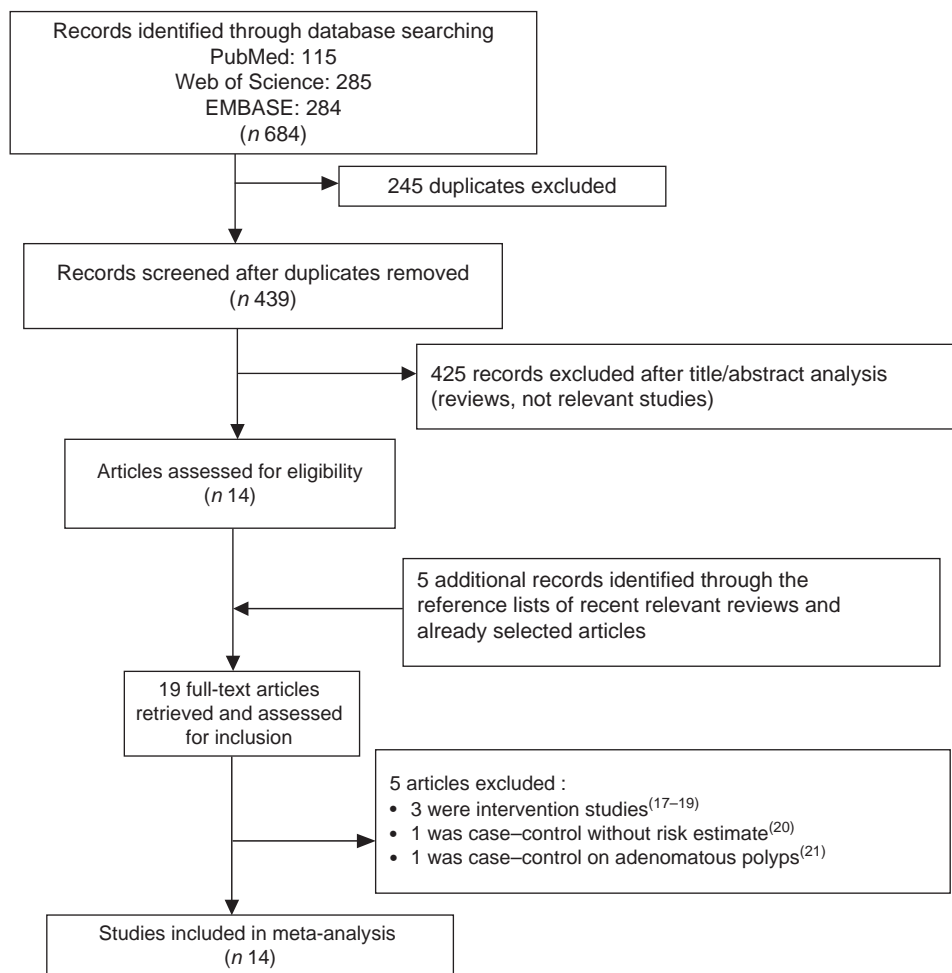 Records identified through database searching
PubMed: 115
Web of Science: 285
EMBASE: 284
(n 684)
245 duplicates excluded
Records screened after duplicates removed
(n 439)
425 records excluded after title/abstract analysis
(reviews, not relevant studies)
Articles assessed for eligibility
(n 14)
5 additional records identified through the
reference lists of recent relevant reviews and
already selected articles
19 full-text articles
retrieved and assessed
for inclusion
5 articles excluded :
• 3 were intervention studies(17–19)
• 1 was case–control without risk estimate(20)
• 1 was case–control on adenomatous polyps(21)
Studies included in meta-analysis
(n 14)